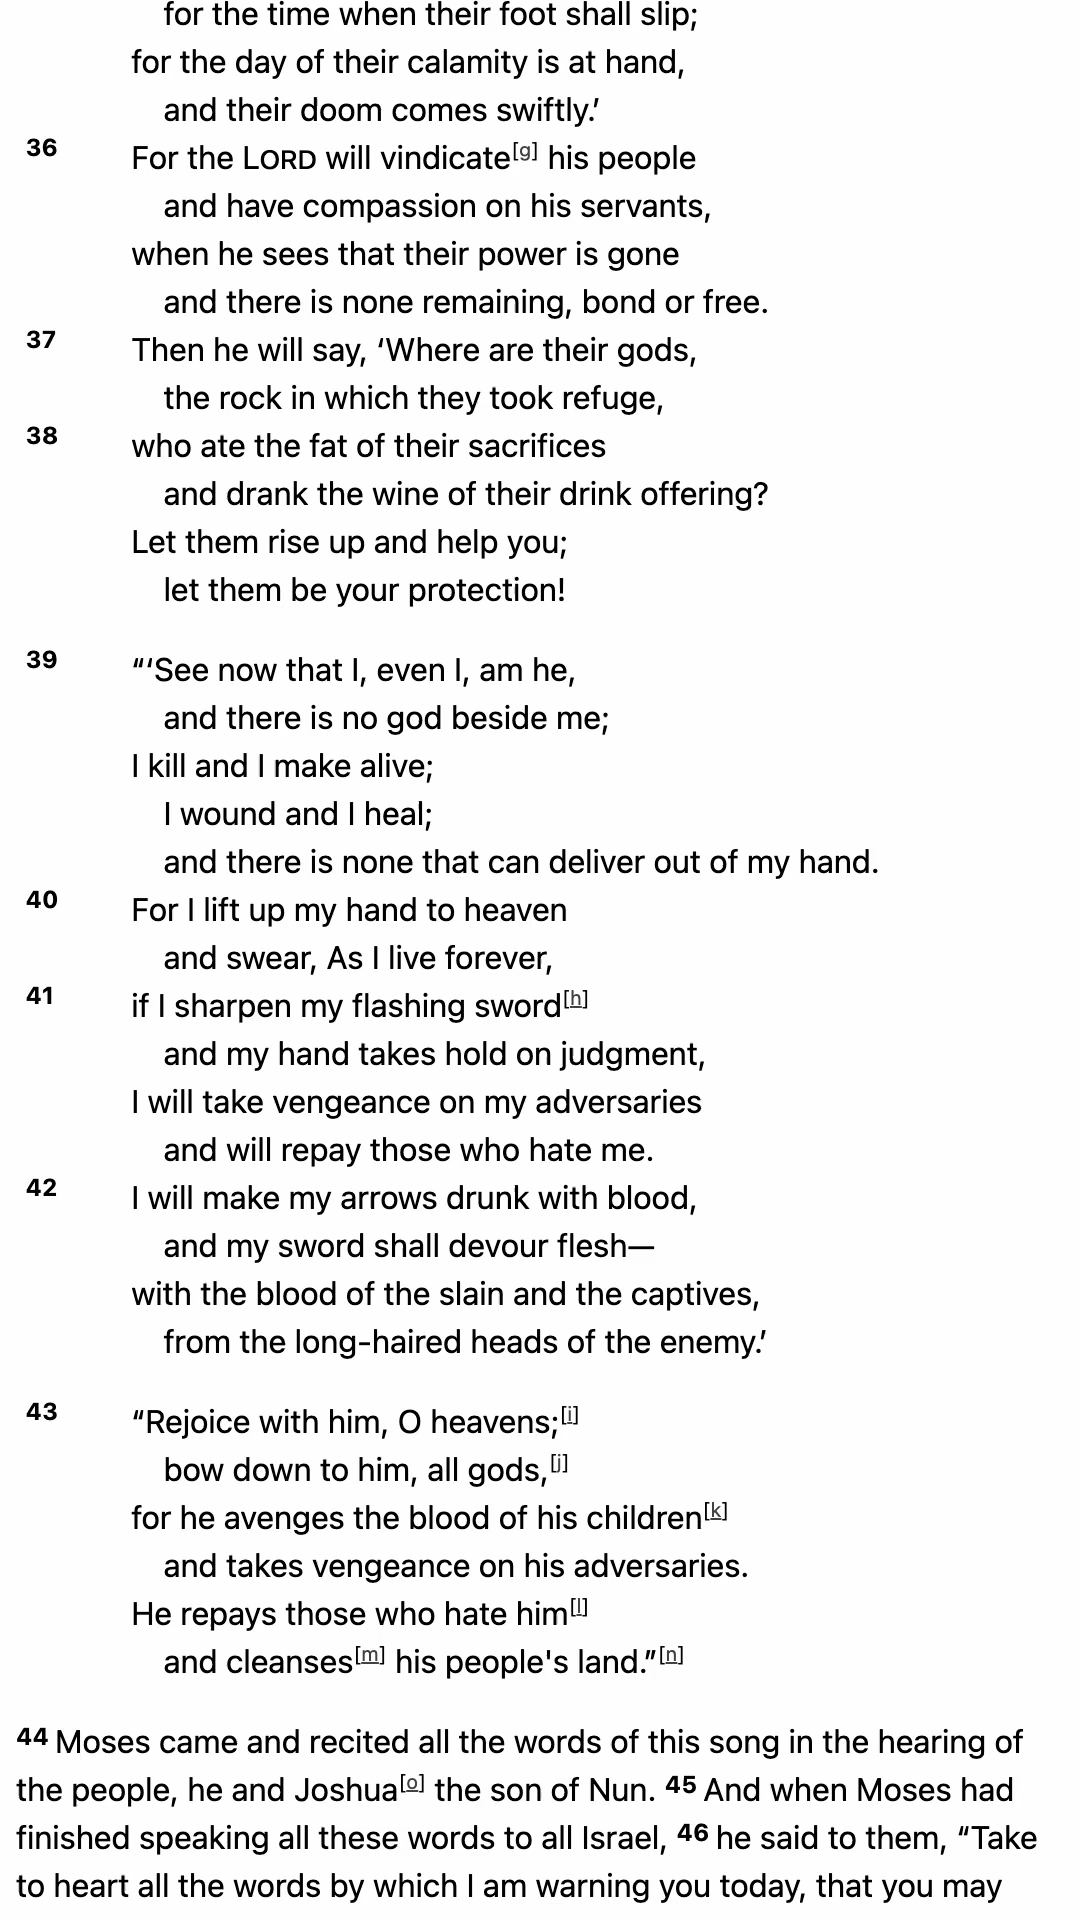 for the time when their foot shall slip;
for the day of their calamity is at hand,
and their doom comes swiftly.’
36 For the LORD will vindicate[g] his people
and have compassion on his servants,
when he sees that their power is gone
and there is none remaining, bond or free.
37 Then he will say, ‘Where are their gods,
the rock in which they took refuge,
38 who ate the fat of their sacrifices
and drank the wine of their drink offering?
Let them rise up and help you;
let them be your protection!
39 “‘See now that I, even I, am he,
and there is no god beside me;
I kill and I make alive;
I wound and I heal;
and there is none that can deliver out of my hand.
40 For I lift up my hand to heaven
and swear, As I live forever,
41 if I sharpen my flashing sword[h]
and my hand takes hold on judgment,
I will take vengeance on my adversaries
and will repay those who hate me.
42 I will make my arrows drunk with blood,
and my sword shall devour flesh—
with the blood of the slain and the captives,
from the long-haired heads of the enemy.’
43 “Rejoice with him, O heavens;[i]
bow down to him, all gods,[j]
for he avenges the blood of his children[k]
and takes vengeance on his adversaries.
He repays those who hate him[l]
and cleanses[m] his people's land.”[n]
44 Moses came and recited all the words of this song in the hearing of
the people, he and Joshua[o] the son of Nun. 45 And when Moses had
finished speaking all these words to all Israel, 46 he said to them, “Take
to heart all the words by which I am warning you today, that you may